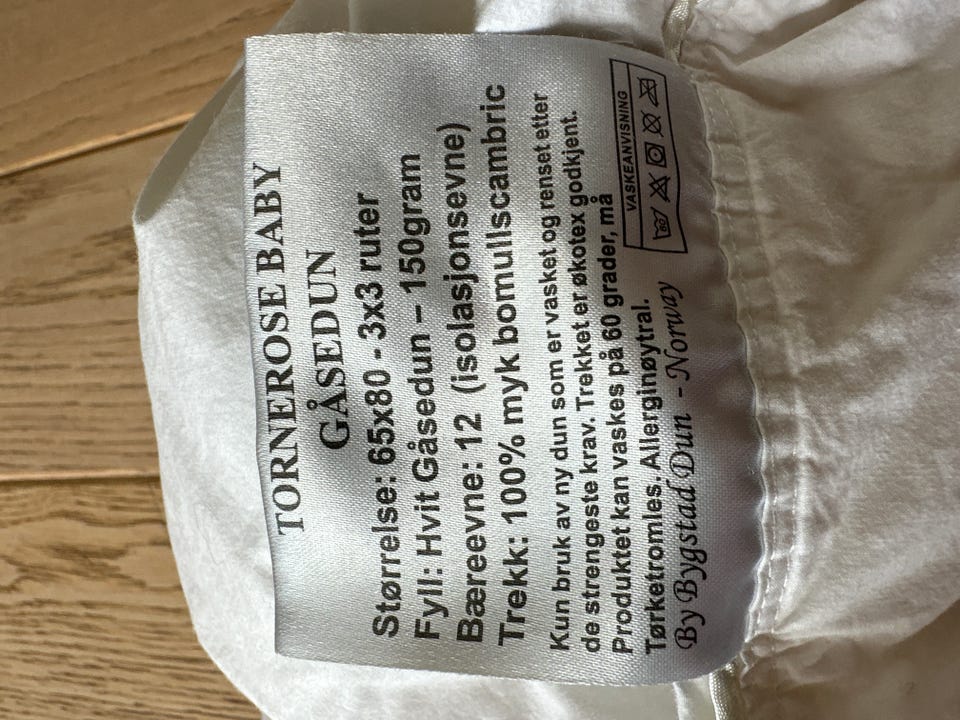 TORNEROSE BABY
GÅSEDUN
Størrelse: 65x80 - 3x3 ruter
Fyll: Hvit Gåsedun – 150gram
Bæreevne: 12 (isolasjonsevne)
Trekk: 100% myk bomullscambric
Kun bruk av ny dun som er vasket og renset etter
de strengeste krav. Trekket er økotex godkjent.
Produktet kan vaskes på 60 grader, må
Tørketromles. Allerginøytral.
By Bygstad Dun - Norway
VASKEANVISNING
60